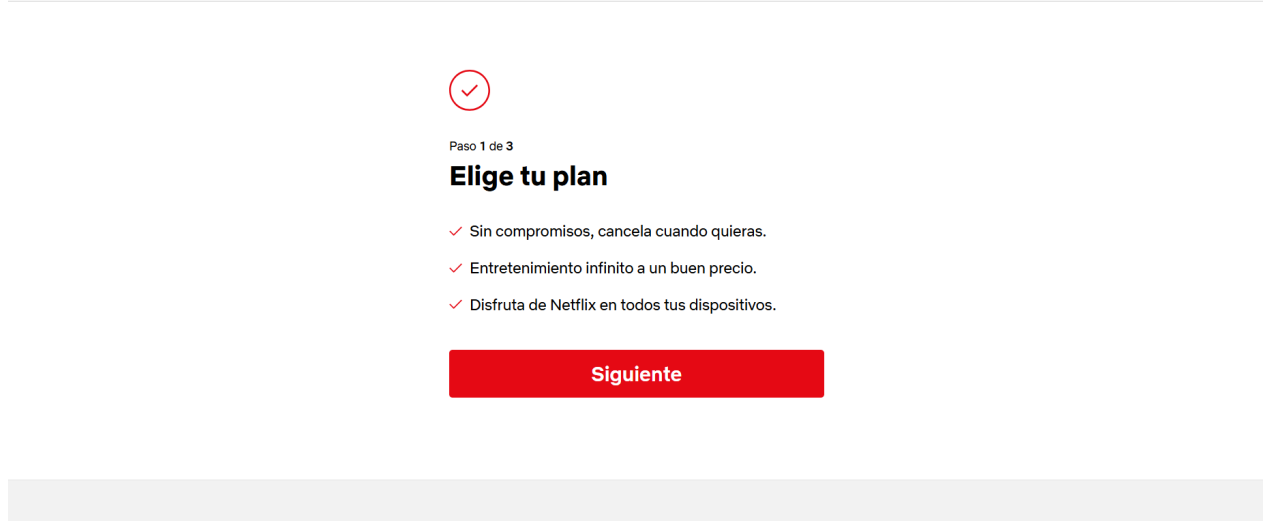 Paso 1 de 3
Elige tu plan
Sin compromisos, cancela cuando quieras.
Entretenimiento infinito a un buen precio.
Disfruta de Netflix en todos tus dispositivos.
Siguiente